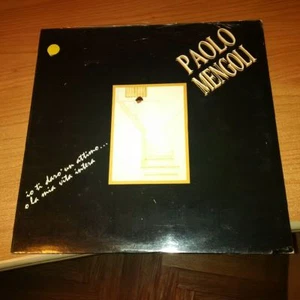 PAOLO
MENGOLI
io ti darò un attimo...
o la mia vita intera